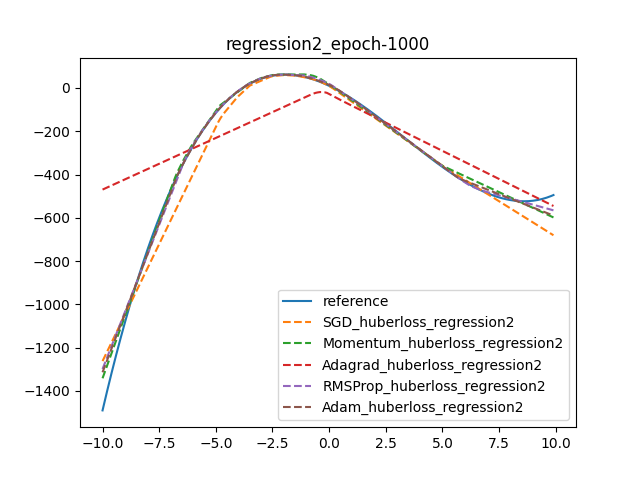 regression2_epoch-1000
0
−200
−400
−600
−800
−1000
−1200
−1400
reference
SGD_huberloss_regression2
Momentum_huberloss_regression2
Adagrad_huberloss_regression2
RMSProp_huberloss_regression2
Adam_huberloss_regression2
−10.0 −7.5 −5.0 −2.5 0.0 2.5 5.0 7.5 10.0